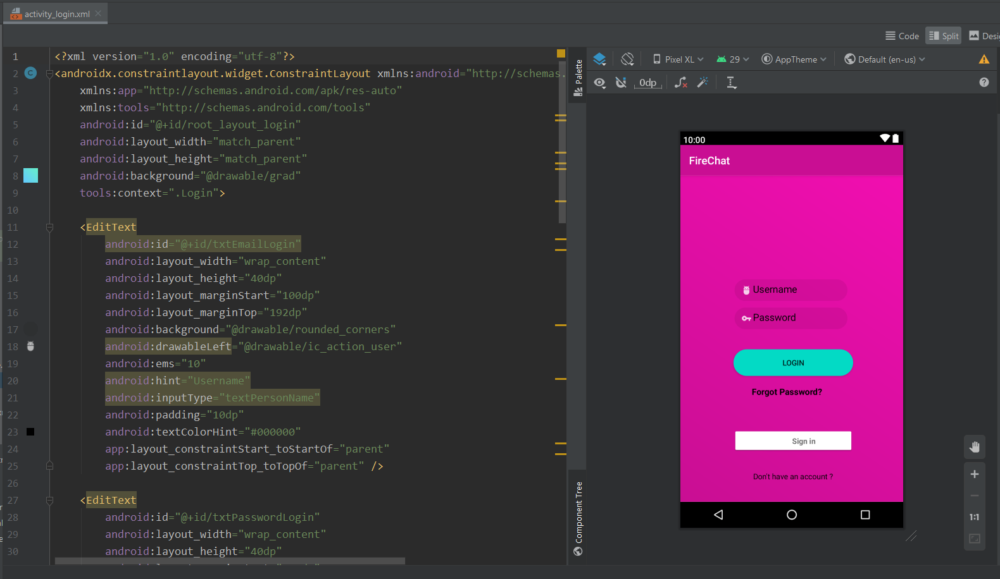 activity_login.xml
Code Split Desi
1 <?xml version="1.0" encoding="utf-8"?>
2 <androidx.constraintlayout.widget.ConstraintLayout xmlns:android="http://schemas.
3 xmlns:app="http://schemas.android.com/apk/res-auto"
4 xmlns:tools="http://schemas.android.com/tools"
5 android:id="@+id/root_layout_login"
6 android:layout_width="match_parent"
7 android:layout_height="match_parent"
8 android:background="@drawable/grad"
9 tools:context=".Login">
10
11 <EditText
12 android:id="@+id/txtEmailLogin"
13 android:layout_width="wrap_content"
14 android:layout_height="40dp"
15 android:layout_marginStart="100dp"
16 android:layout_marginTop="192dp"
17 android:background="@drawable/rounded_corners"
18 android:drawableLeft="@drawable/ic_action_user"
19 android:ems="10"
20 android:hint="Username"
21 android:inputType="textPersonName"
22 android:padding="10dp"
23 android:textColorHint="#000000"
24 app:layout_constraintStart_toStartOf="parent"
25 app:layout_constraintTop_toTopOf="parent" />
26
27 <EditText
28 android:id="@+id/txtPasswordLogin"
29 android:layout_width="wrap_content"
30 android:layout_height="40dp"
Palette
Component Tree
Pixel XL 29 AppTheme Default (en-us)
0dp
10:00
FireChat
Username
Password
LOGIN
Forgot Password?
Sign in
Don't have an account ?
1:1